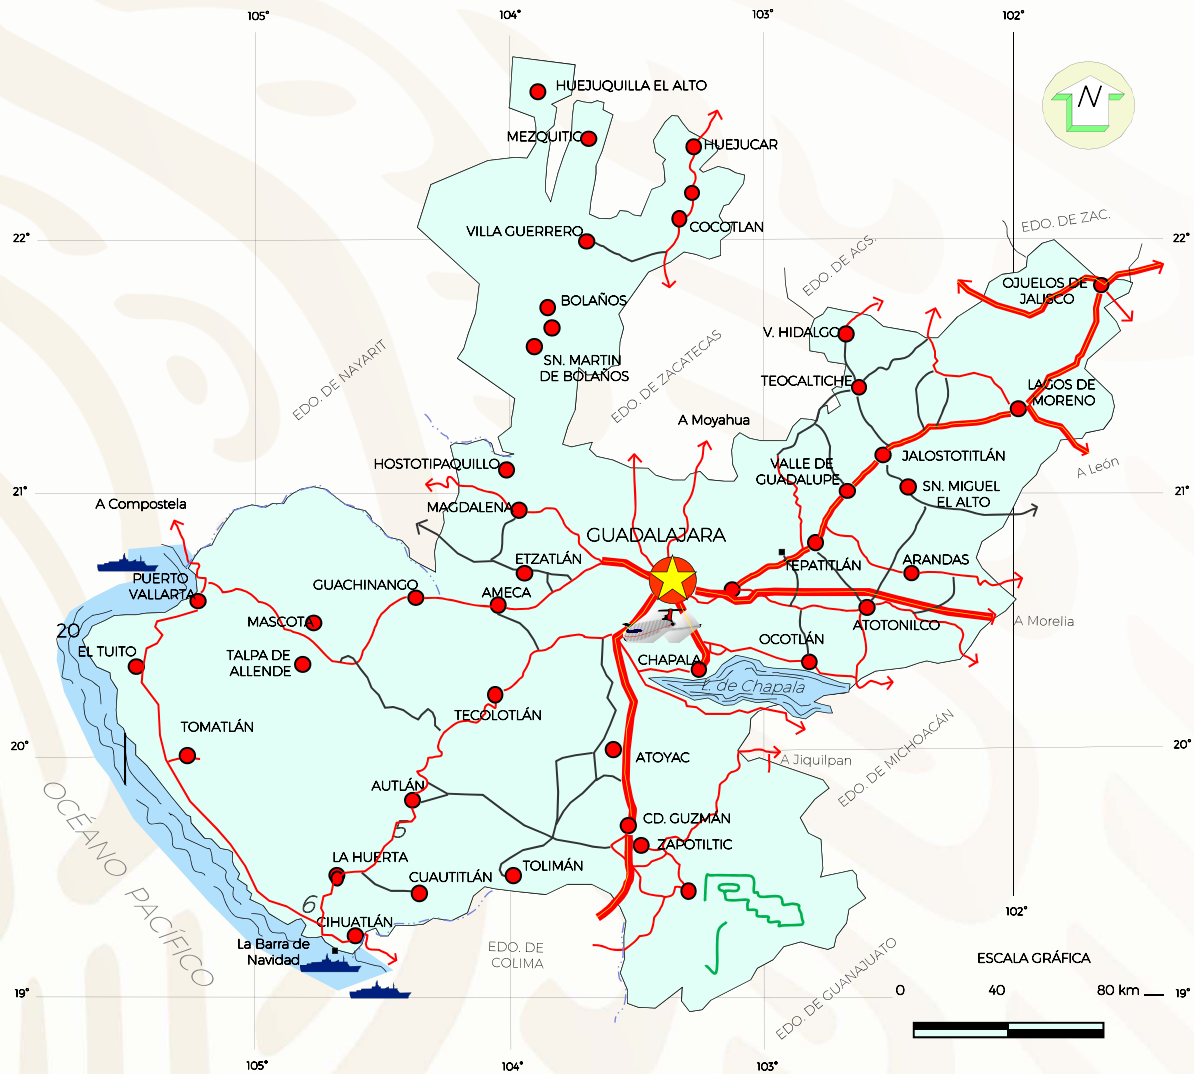 105°
104°
103°
102°
N
HUEJUQUILLA EL ALTO
MEZQUITIC
HUEJUCAR
EDO. DE ZAC.
COCOTLAN
VILLA GUERRERO
22°
22°
EDO. DE AGS.
OJUELOS DE
JALISCO
BOLAÑOS
V. HIDALGO
SN. MARTIN
DE BOLAÑOS
EDO. DE NAYARIT
EDO. DE ZACATECAS
TEOCALTICHE
LAGOS DE
MORENO
A Moyahua
JALOSTOTITLÁN
HOSTOTIPAQUILLO
VALLE DE
GUADALUPE
A León
SN. MIGUEL
EL ALTO
21°
21°
A Compostela
MAGDALENA
GUADALAJARA
ETZATLÁN
TEPATITLÁN
ARANDAS
PUERTO
VALLARTA
GUACHINANGO
AMECA
20
MASCOTA
ATOTONILCO
A Morelia
OCOTLÁN
EL TUITO
TALPA DE
ALLENDE
CHAPALA
L. de Chapala
TECOLOTLÁN
TOMATLÁN
20°
20°
ATOYAC
A Jiquilpan
EDO. DE MICHOACÁN
AUTLÁN
CD. GUZMÁN
5
ZAPOTILTIC
LA HUERTA
TOLIMÁN
CUAUTITLÁN
OCÉANO PACÍFICO
6
CIHUATLÁN
102°
La Barra de
Navidad
EDO. DE
COLIMA
EDO. DE GUANAJUATO
ESCALA GRÁFICA
19°
0
40
80 km
19°
105°
104°
103°